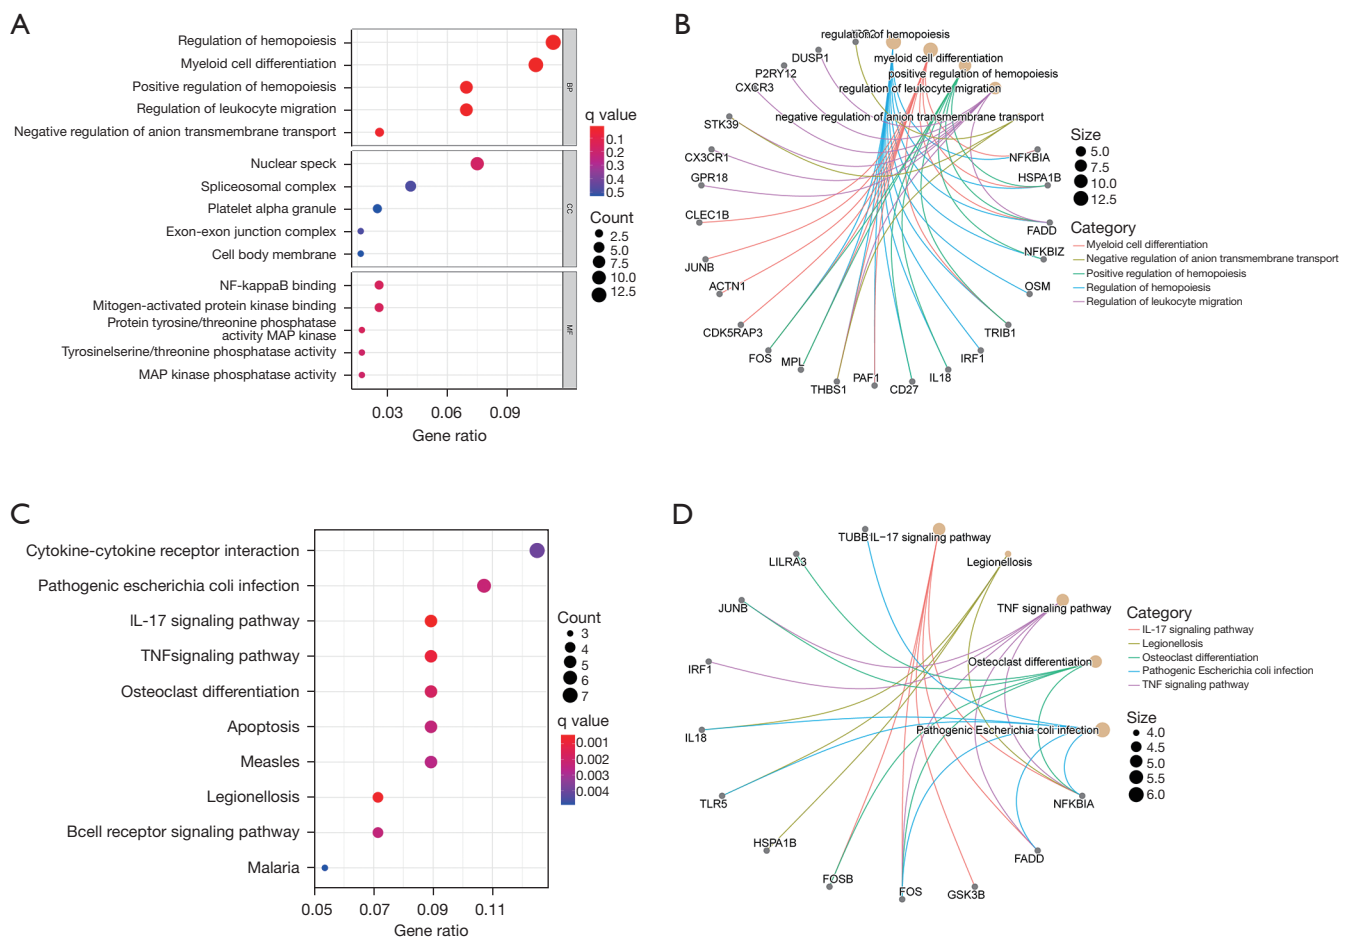 A
Regulation of hemopoiesis
Myeloid cell differentiation
Positive regulation of hemopoiesis
Regulation of leukocyte migration
Negative regulation of anion transmembrane transport
BP
Nuclear speck
Spliceosomal complex
Platelet alpha granule
Exon-exon junction complex
Cell body membrane
CC
NF-kappaB binding
Mitogen-activated protein kinase binding
Protein tyrosine/threonine phosphatase
activity MAP kinase
Tyrosinelserine/threonine phosphatase activity
MAP kinase phosphatase activity
MF
0.03 0.06 0.09
Gene ratio
q value
0.1
0.2
0.3
0.4
0.5
Count
2.5
5.0
7.5
10.0
12.5
B
regulation of hemopoiesis
myeloid cell differentiation
positive regulation of hemopoiesis
regulation of leukocyte migration
negative regulation of anion transmembrane transport
DUSP1
P2RY12
CXCR3
STK39
CX3CR1
GPR18
CLEC1B
JUNB
ACTN1
CDK5RAP3
FOS
MPL
THBS1
PAF1
CD27
IL18
IRF1
TRIB1
OSM
NFKBIZ
FADD
HSPA1B
NFKBIA
Size
5.0
7.5
10.0
12.5
Category
Myeloid cell differentiation
Negative regulation of anion transmembrane transport
Positive regulation of hemopoiesis
Regulation of hemopoiesis
Regulation of leukocyte migration
C
Cytokine-cytokine receptor interaction
Pathogenic escherichia coli infection
IL-17 signaling pathway
TNFsignaling pathway
Osteoclast differentiation
Apoptosis
Measles
Legionellosis
Bcell receptor signaling pathway
Malaria
0.05 0.07 0.09 0.11
Gene ratio
Count
3
4
5
6
7
q value
0.001
0.002
0.003
0.004
D
TUBB
IL-17 signaling pathway
Legionellosis
TNF signaling pathway
Osteoclast differentiation
Pathogenic Escherichia coli infection
LILRA3
JUNB
IRF1
IL18
TLR5
HSPA1B
FOSB
FOS
GSK3B
FADD
NFKBIA
Category
IL-17 signaling pathway
Legionellosis
Osteoclast differentiation
Pathogenic Escherichia coli infection
TNF signaling pathway
Size
4.0
4.5
5.0
5.5
6.0